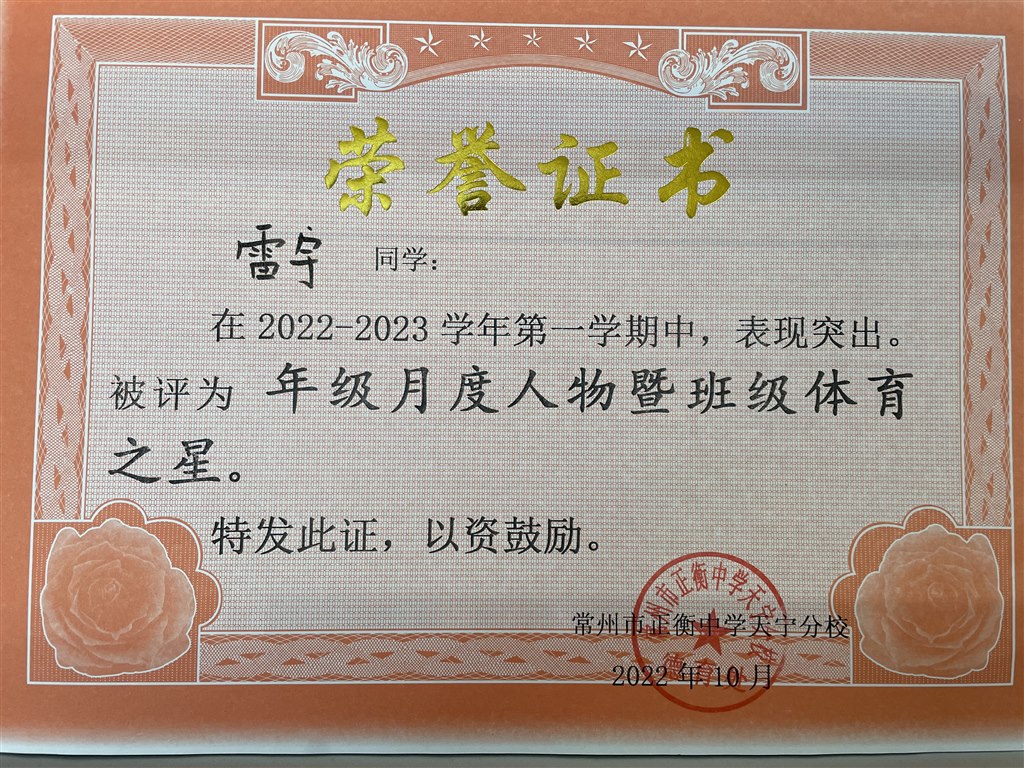 荣誉证书
雷宇 同学：
在 2022-2023 学年第一学期中，表现突出。
被评为 年级月度人物暨班级体育
之星。
特发此证，以资鼓励。
常州市正衡中学天宁分校
2022 年 10 月